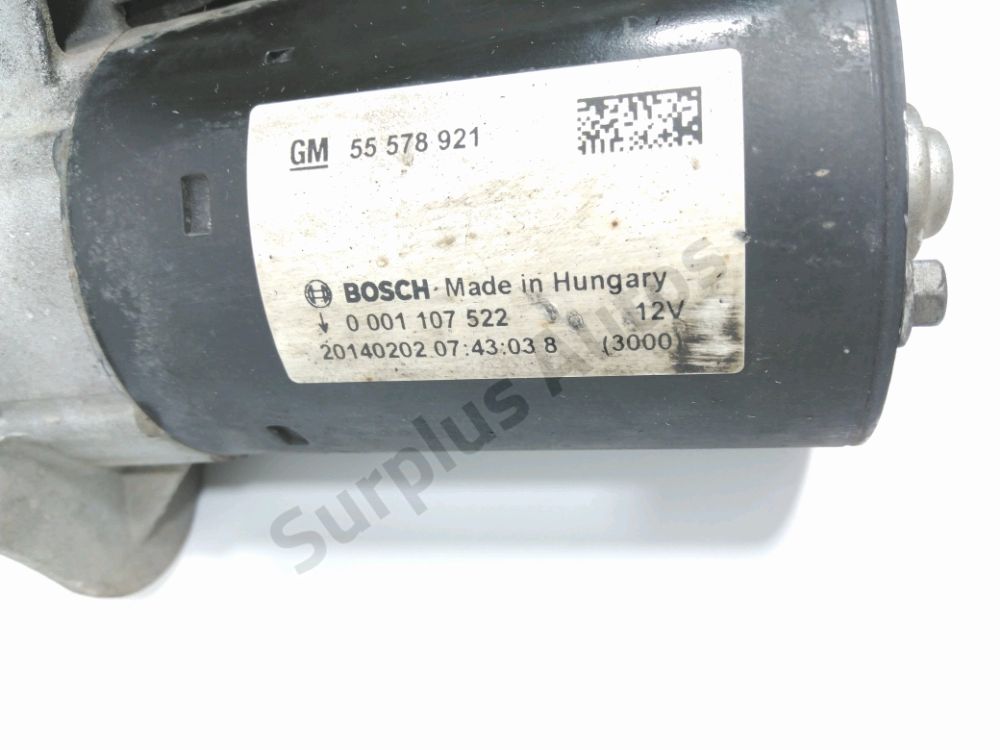 GM 55 578 921
BOSCH Made in Hungary
0 001 107 522 12V
20140202 07:43:03 8 (3000)
Surplus Autos